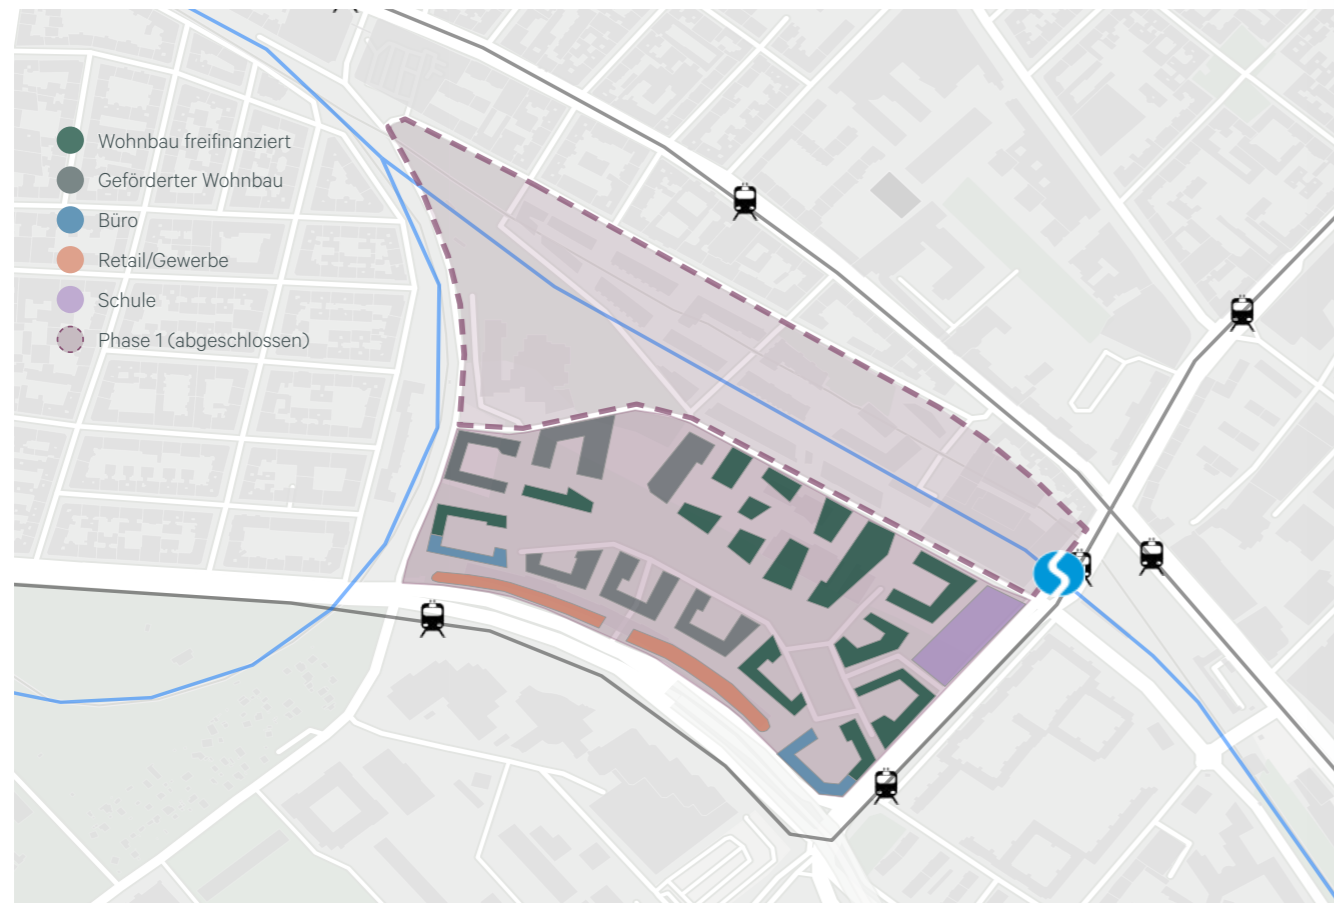 Wohnbau freifinanziert
Geförderter Wohnbau
Büro
Retail/Gewerbe
Schule
Phase 1 (abgeschlossen)